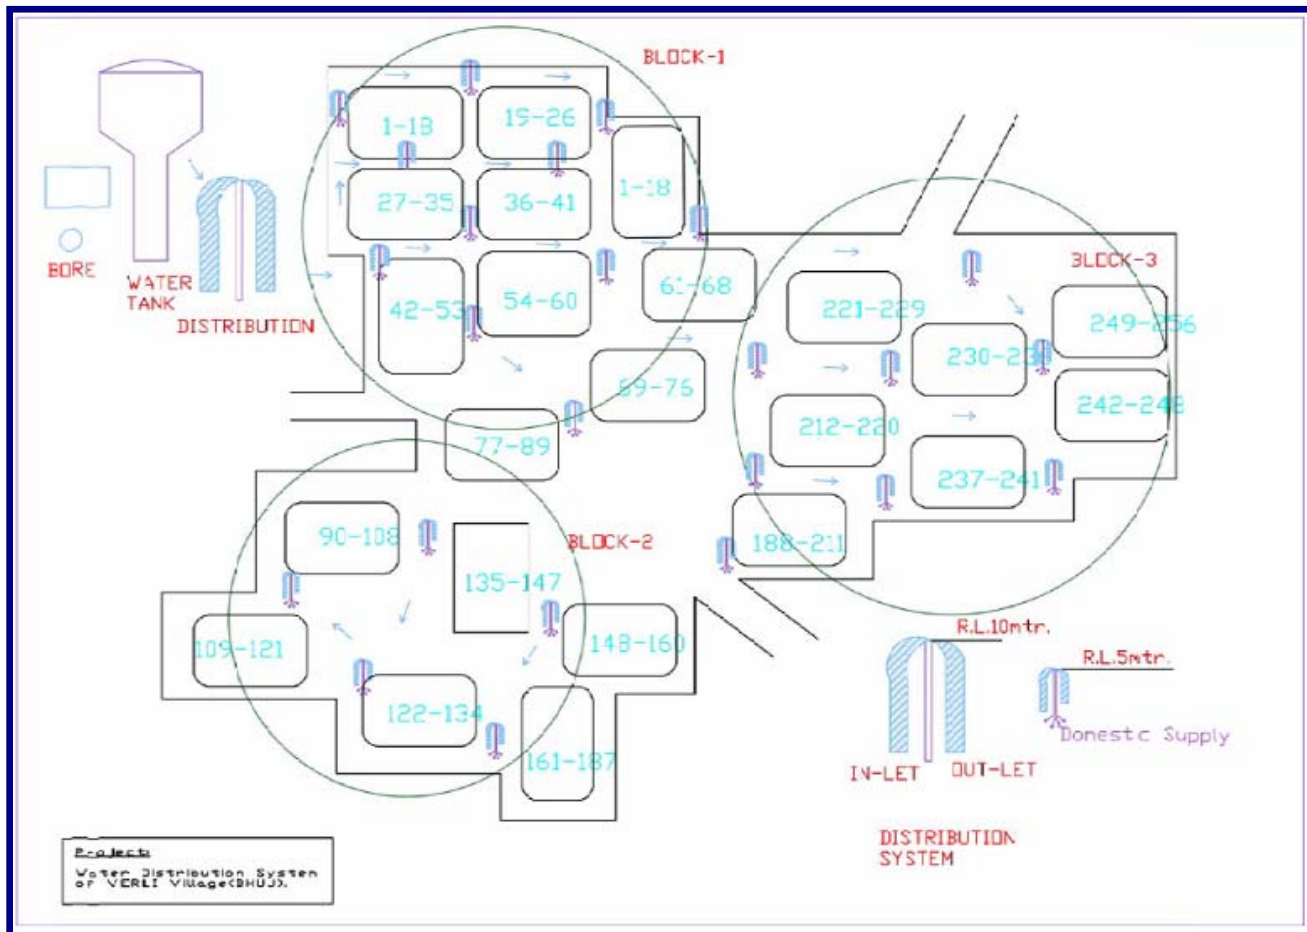 BLOCK-1
1-18
19-26
1-18
27-35
36-41
BORE
WATER
TANK
DISTRIBUTION
42-53
54-60
61-68
BLOCK-3
221-229
249-256
230-236
69-76
242-248
212-220
77-89
237-241
90-108
BLOCK-2
188-211
135-147
109-121
148-160
R.L.10mtr.
R.L.5mtr.
122-134
Donestc Supply
161-187
IN-LET
OUT-LET
DISTRIBUTION
SYSTEM
Project:
Water Distribution System
of VERLI Village(BHUJ).